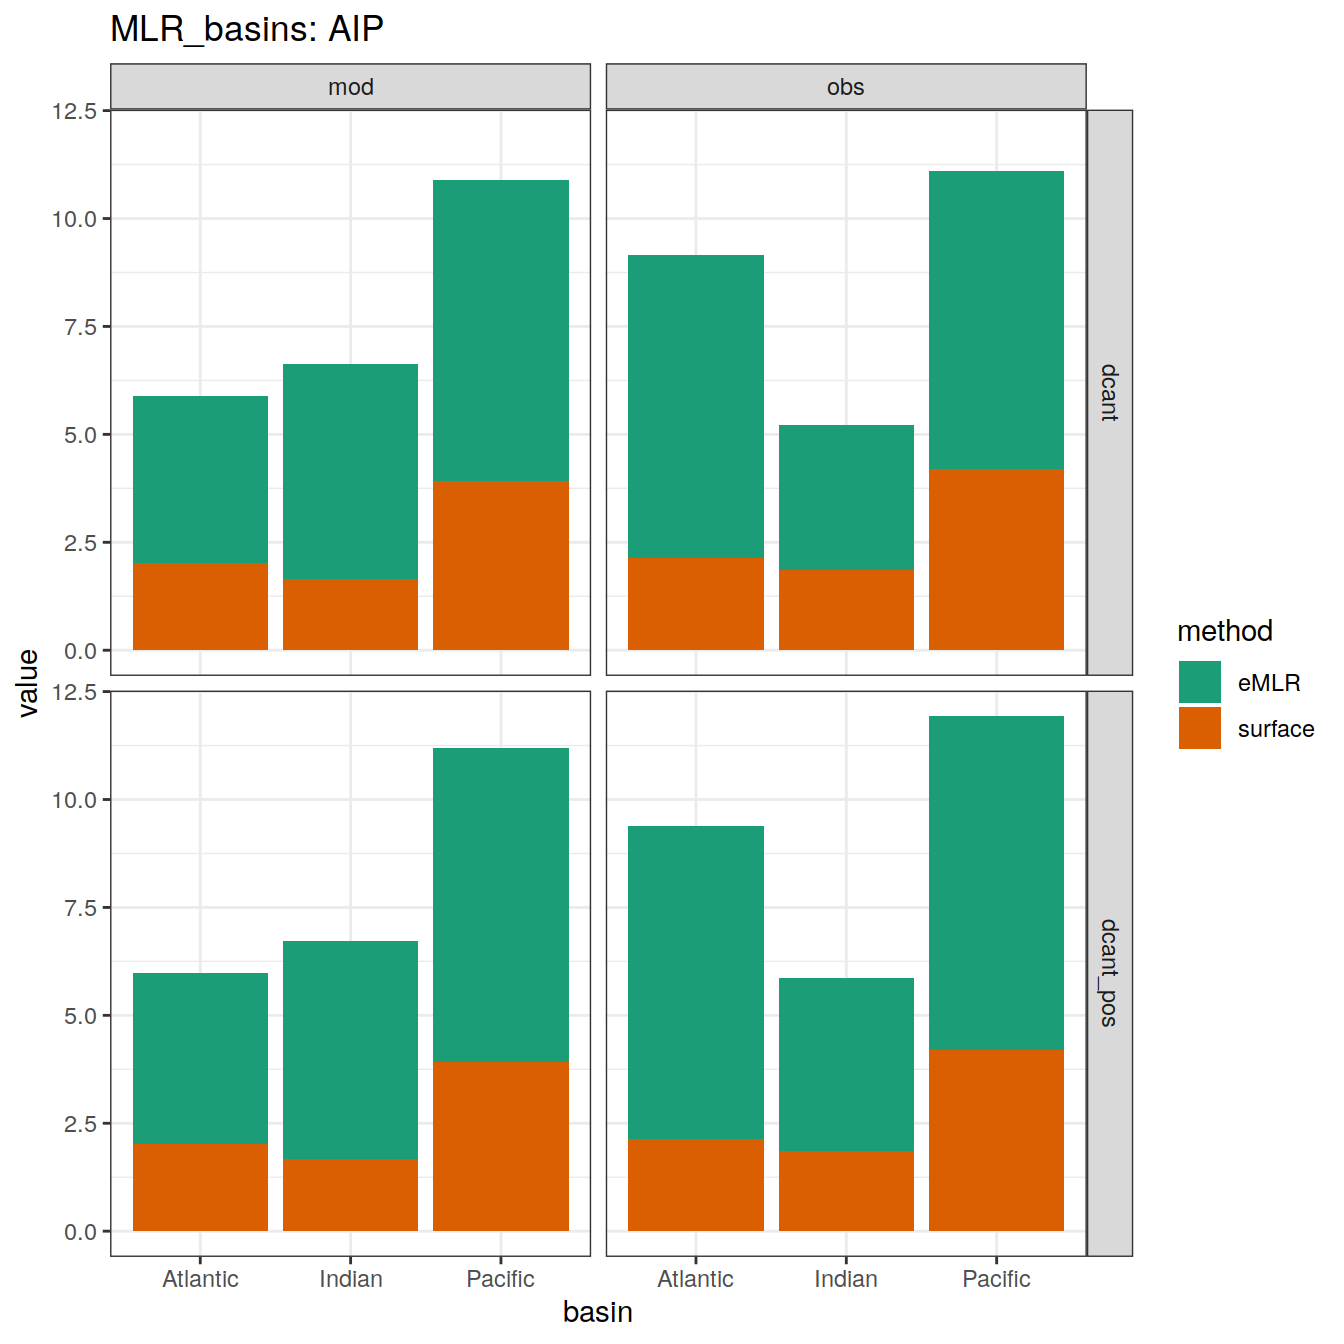 MLR_basins: AIP
mod
obs
12.5
10.0
7.5
5.0
2.5
0.0
dcant
value
12.5
10.0
7.5
5.0
2.5
0.0
dcant_pos
Atlantic
Indian
Pacific
Atlantic
Indian
Pacific
basin
method
eMLR
surface